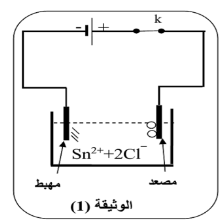 k
- +
Sn²⁺+2Cl⁻
مهبط مصعد
الوثيقة (1)